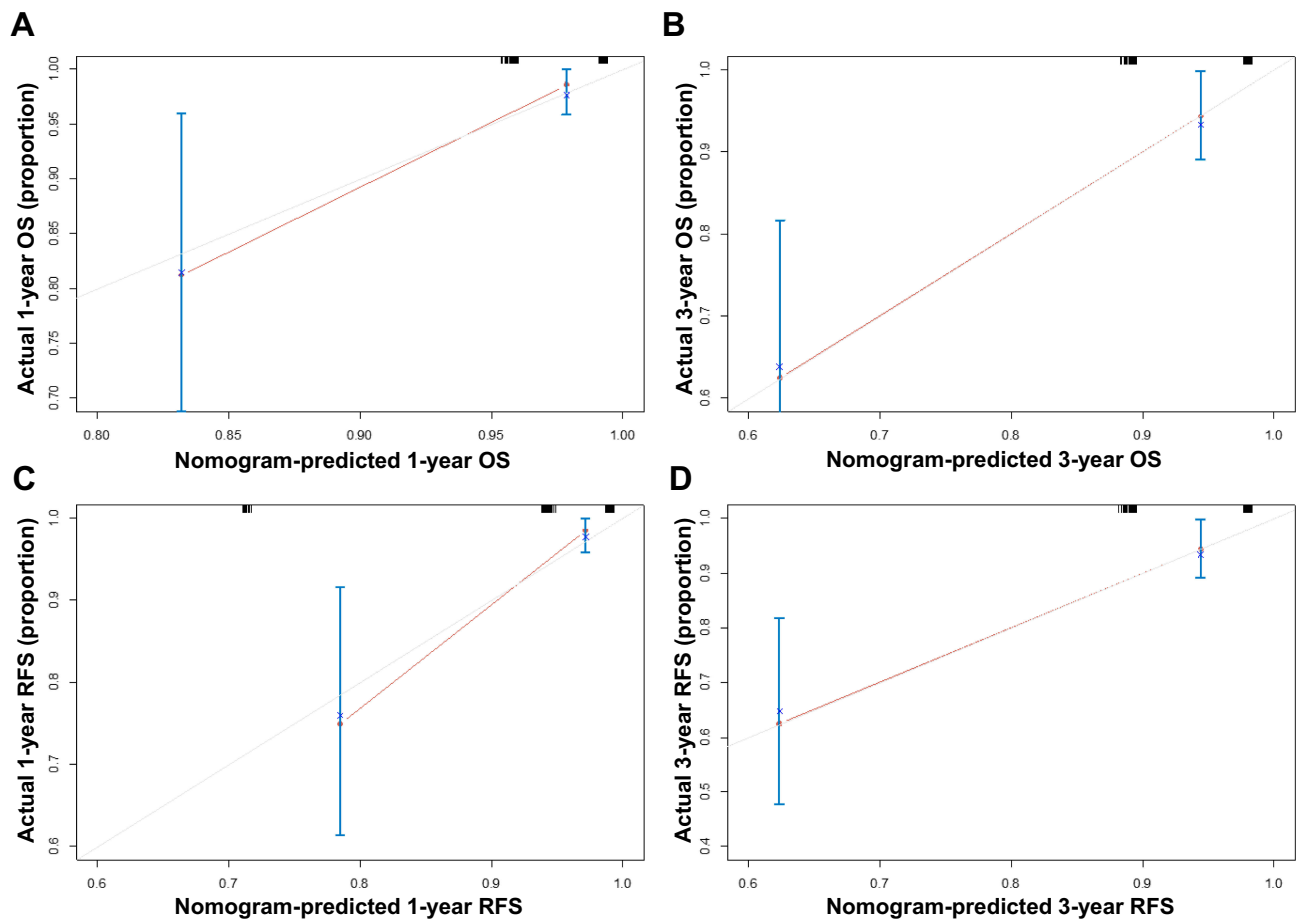 A
Actual 1-year OS (proportion)
1.00
0.95
0.90
0.85
0.80
0.75
0.70
0.80 0.85 0.90 0.95 1.00
Nomogram-predicted 1-year OS
B
Actual 3-year OS (proportion)
1.0
0.9
0.8
0.7
0.6
0.6 0.7 0.8 0.9 1.0
Nomogram-predicted 3-year OS
C
Actual 1-year RFS (proportion)
1.0
0.9
0.8
0.7
0.6
0.6 0.7 0.8 0.9 1.0
Nomogram-predicted 1-year RFS
D
Actual 3-year RFS (proportion)
1.0
0.9
0.8
0.7
0.6
0.5
0.4
0.6 0.7 0.8 0.9 1.0
Nomogram-predicted 3-year RFS